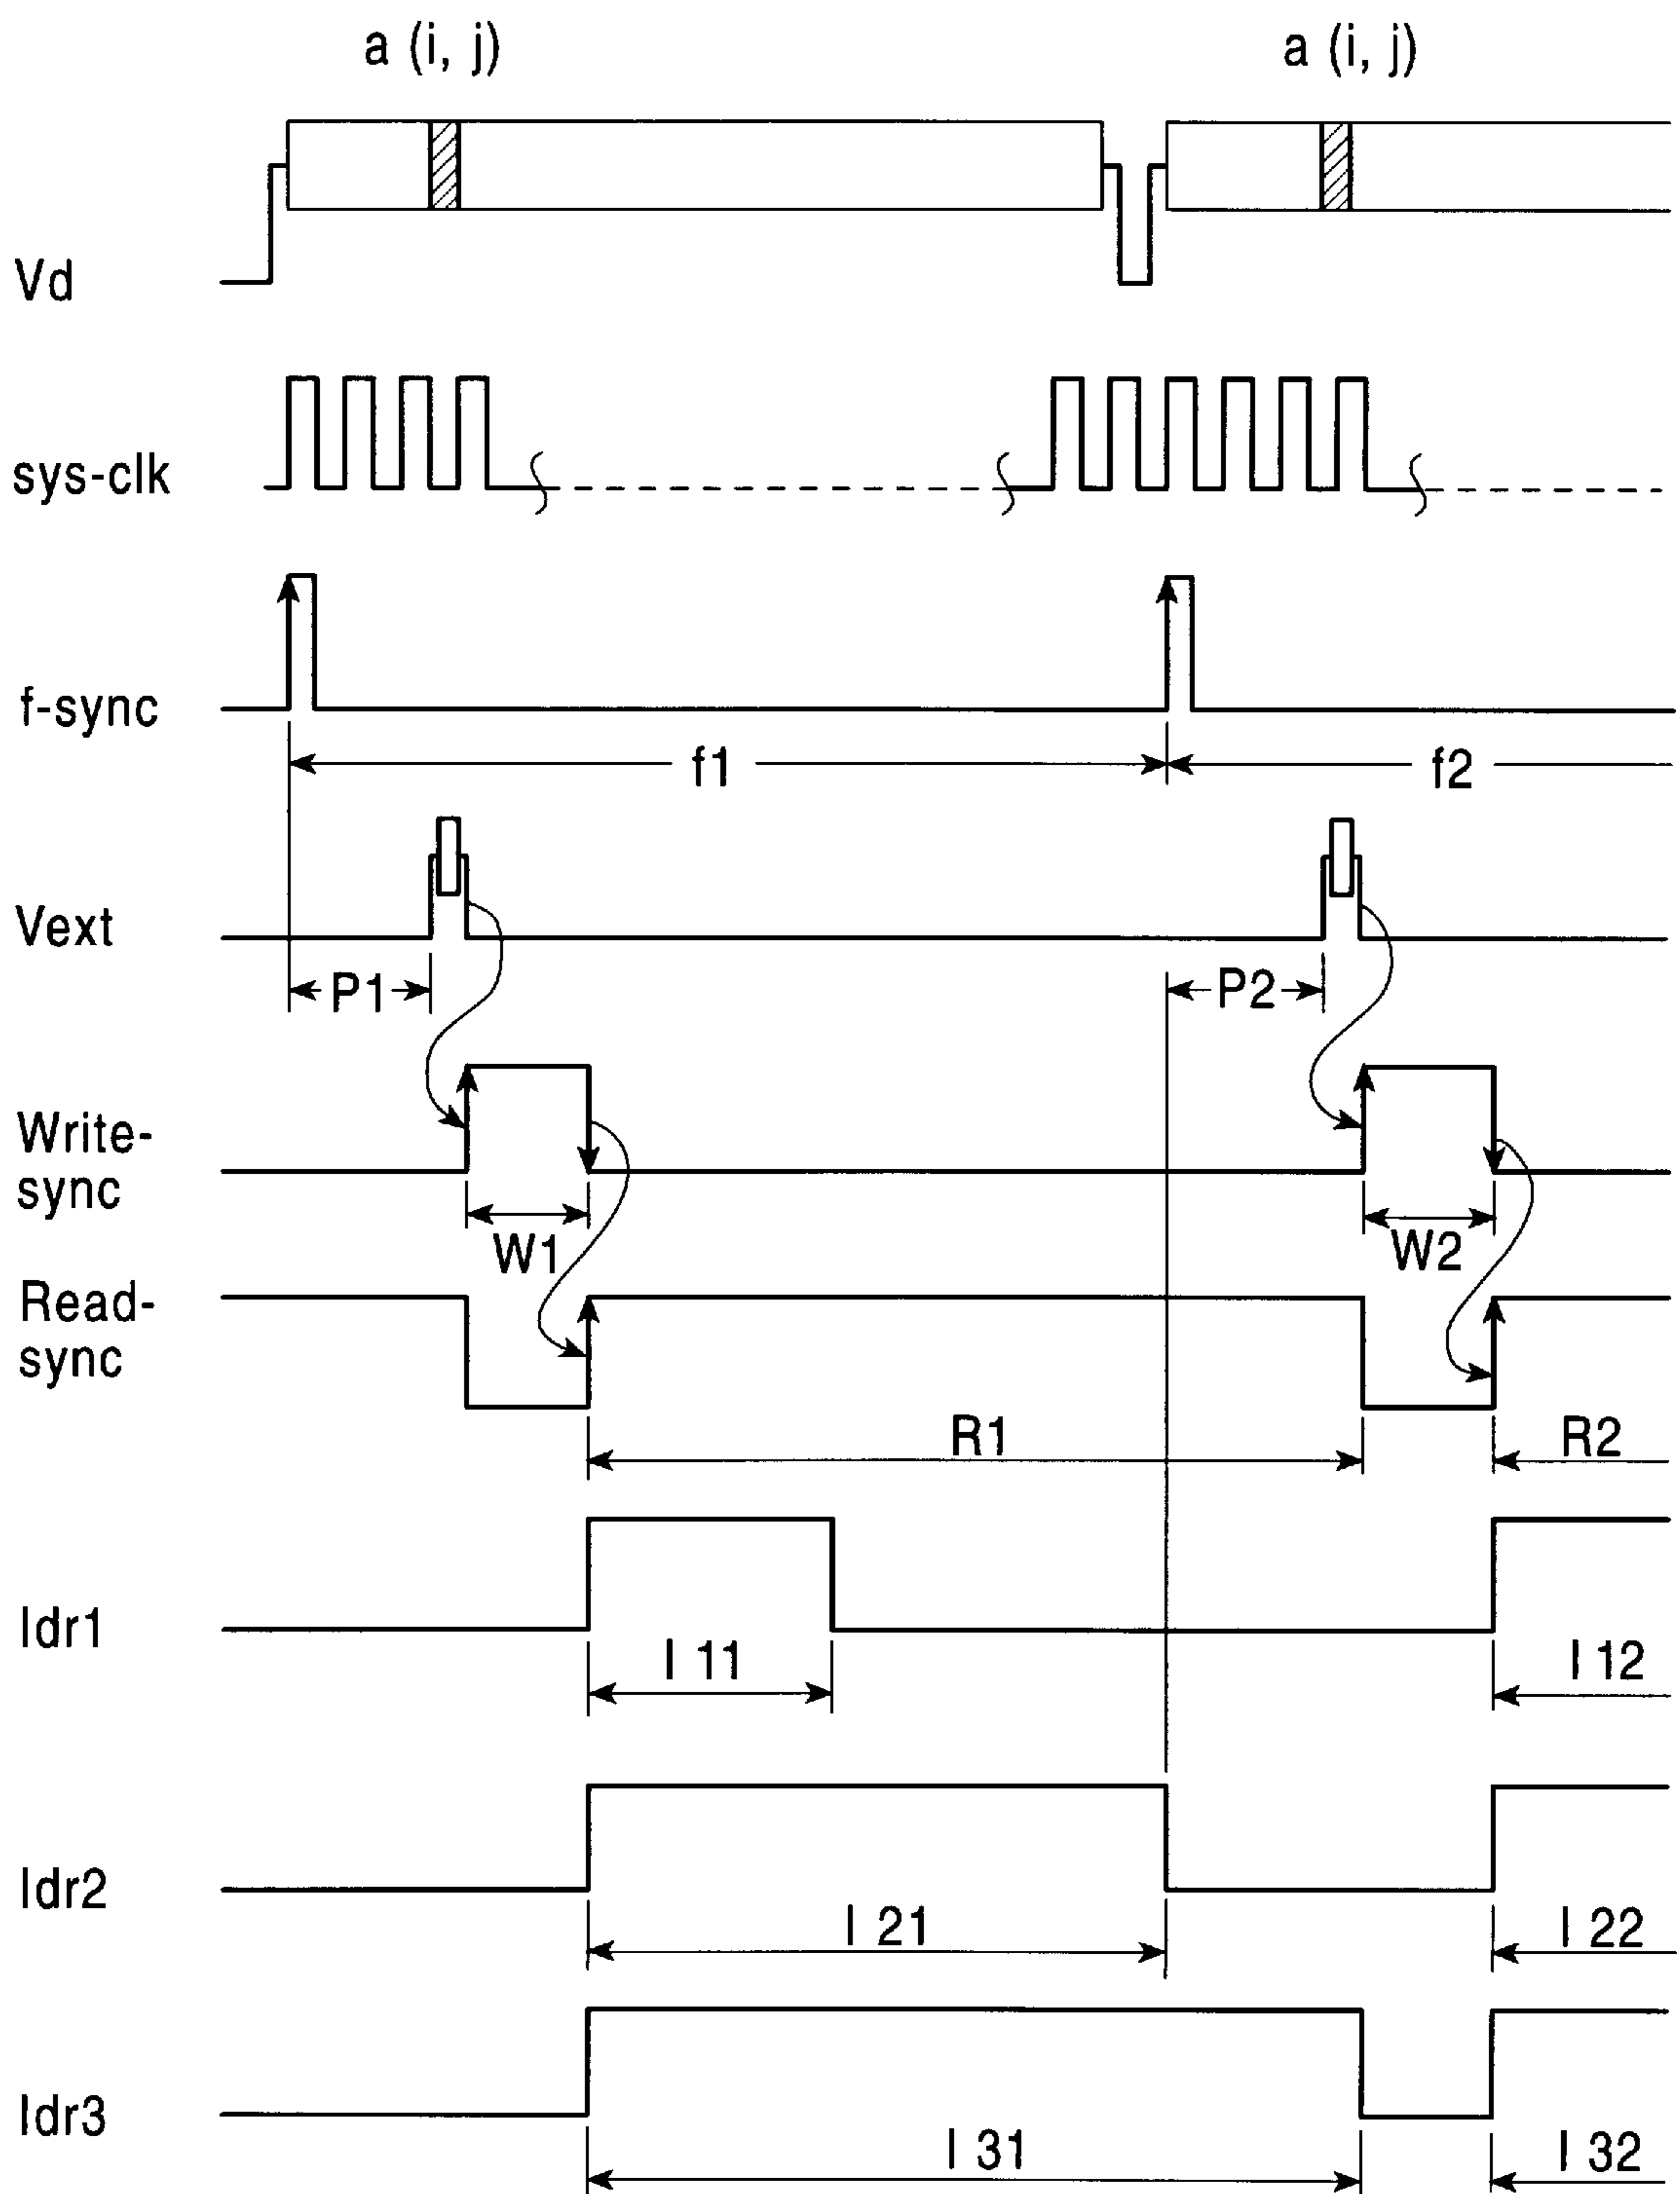 a (i, j)
a (i, j)
Vd
sys-clk
f-sync
f1
f2
Vext
P1
P2
Write-
sync
W1
W2
Read-
sync
R1
R2
Idr1
I 11
I 12
Idr2
I 21
I 22
Idr3
I 31
I 32